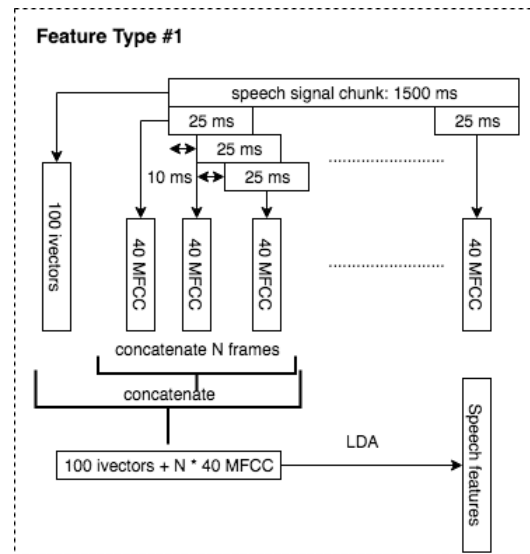 Feature Type #1
speech signal chunk: 1500 ms
25 ms
25 ms
25 ms
10 ms
25 ms
100 ivectors
40 MFCC
40 MFCC
40 MFCC
40 MFCC
concatenate N frames
concatenate
100 ivectors + N * 40 MFCC
LDA
Speech features